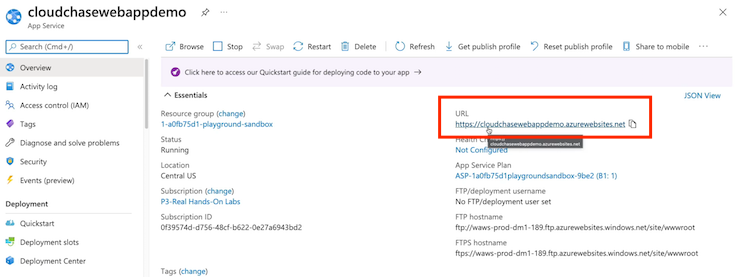 cloudchasewebappdemo
App Service
Search (Cmd+/)
Browse Stop Swap Restart Delete Refresh Get publish profile Reset publish profile Share to mobile
Overview
Activity log
Access control (IAM)
Tags
Diagnose and solve problems
Security
Events (preview)
Deployment
Quickstart
Deployment slots
Deployment Center
Click here to access our Quickstart guide for deploying code to your app →
Essentials
JSON View
Resource group (change)
1-a0fb75d1-playground-sandbox
Status
Running
Location
Central US
Subscription (change)
P3-Real Hands-On Labs
Subscription ID
0f39574d-d756-48cf-b622-0e27a6943bd2
Tags (change)
URL
https://cloudchasewebappdemo.azurewebsites.net
cloudchasewebappdemo.azurewebsites.net
Health C
Not Configured
App Service Plan
ASP-1a0fb75d1playgroundsandbox-9be2 (B1: 1)
FTP/deployment username
No FTP/deployment user set
FTP hostname
ftp://waws-prod-dm1-189.ftp.azurewebsites.windows.net/site/wwwroot
FTPS hostname
ftps://waws-prod-dm1-189.ftp.azurewebsites.windows.net/site/wwwroot